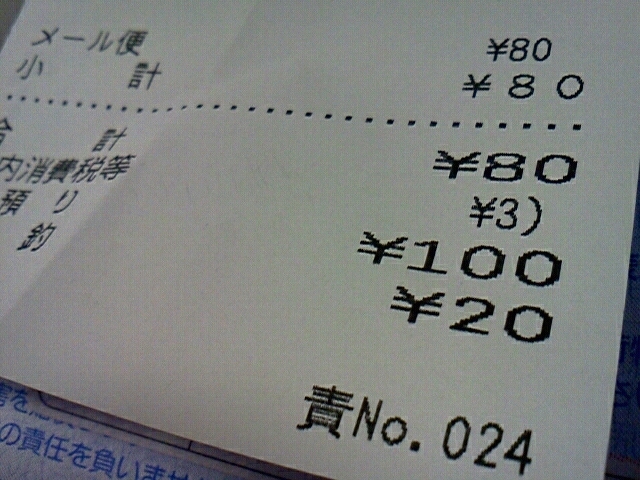 メール便 ¥80
小 計 ¥80
合 計 ¥80
内消費税等 ¥3)
預 り ¥100
釣 ¥20
責No.024
の責任を負いま